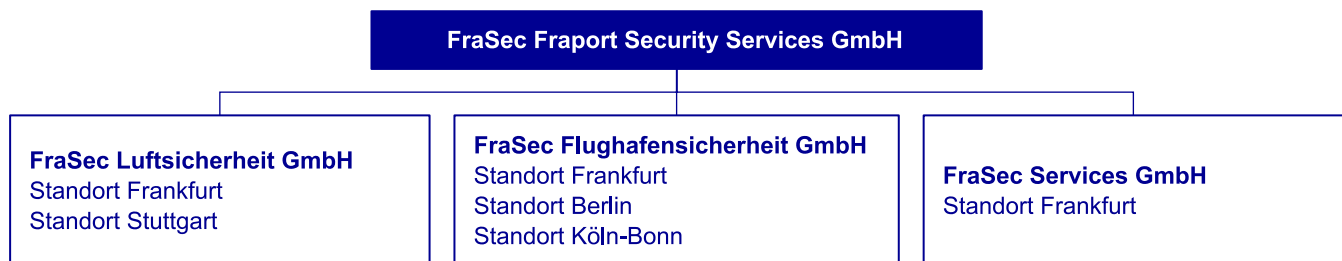 FraSec Fraport Security Services GmbH
FraSec Luftsicherheit GmbH
Standort Frankfurt
Standort Stuttgart
FraSec Flughafensicherheit GmbH
Standort Frankfurt
Standort Berlin
Standort Köln-Bonn
FraSec Services GmbH
Standort Frankfurt